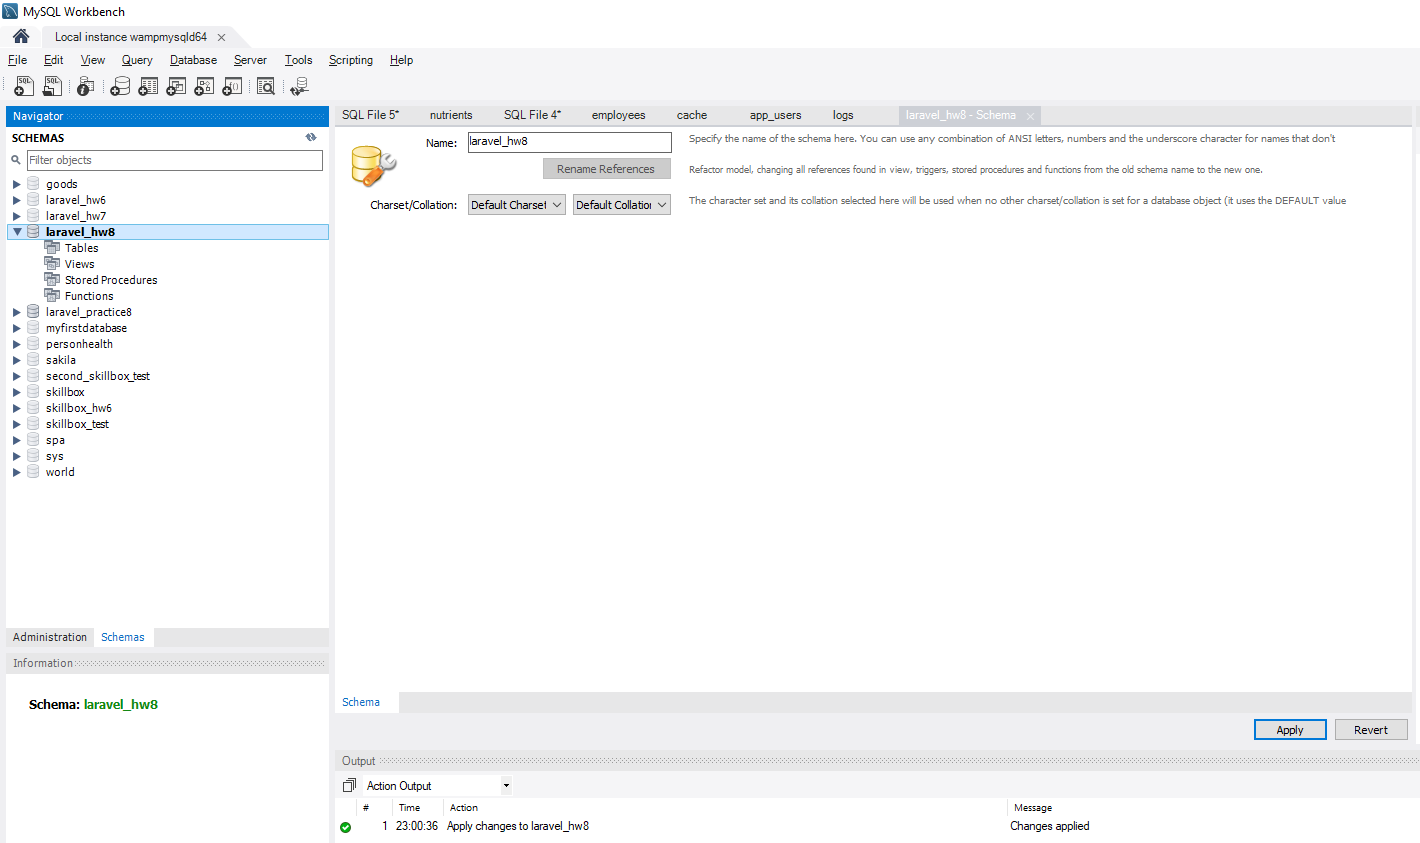 MySQL Workbench
Local instance wampmysqld64
File Edit View Query Database Server Tools Scripting Help
Navigator
SCHEMAS
Filter objects
goods
laravel_hw6
laravel_hw7
laravel_hw8
Tables
Views
Stored Procedures
Functions
laravel_practice8
myfirstdatabase
personhealth
sakila
second_skillbox_test
skillbox
skillbox_hw6
skillbox_test
spa
sys
world
Administration Schemas
Information
Schema: laravel_hw8
SQL File 5* nutrients SQL File 4* employees cache app_users logs laravel_hw8 - Schema
Name: laravel_hw8 Specify the name of the schema here. You can use any combination of ANSI letters, numbers and the underscore character for names that don't
Rename References Refactor model, changing all references found in view, triggers, stored procedures and functions from the old schema name to the new one.
Charset/Collation: Default Charset Default Collation The character set and its collation selected here will be used when no other charset/collation is set for a database object (it uses the DEFAULT value
Schema
Apply Revert
Output
Action Output
# Time Action Message
1 23:00:36 Apply changes to laravel_hw8 Changes applied